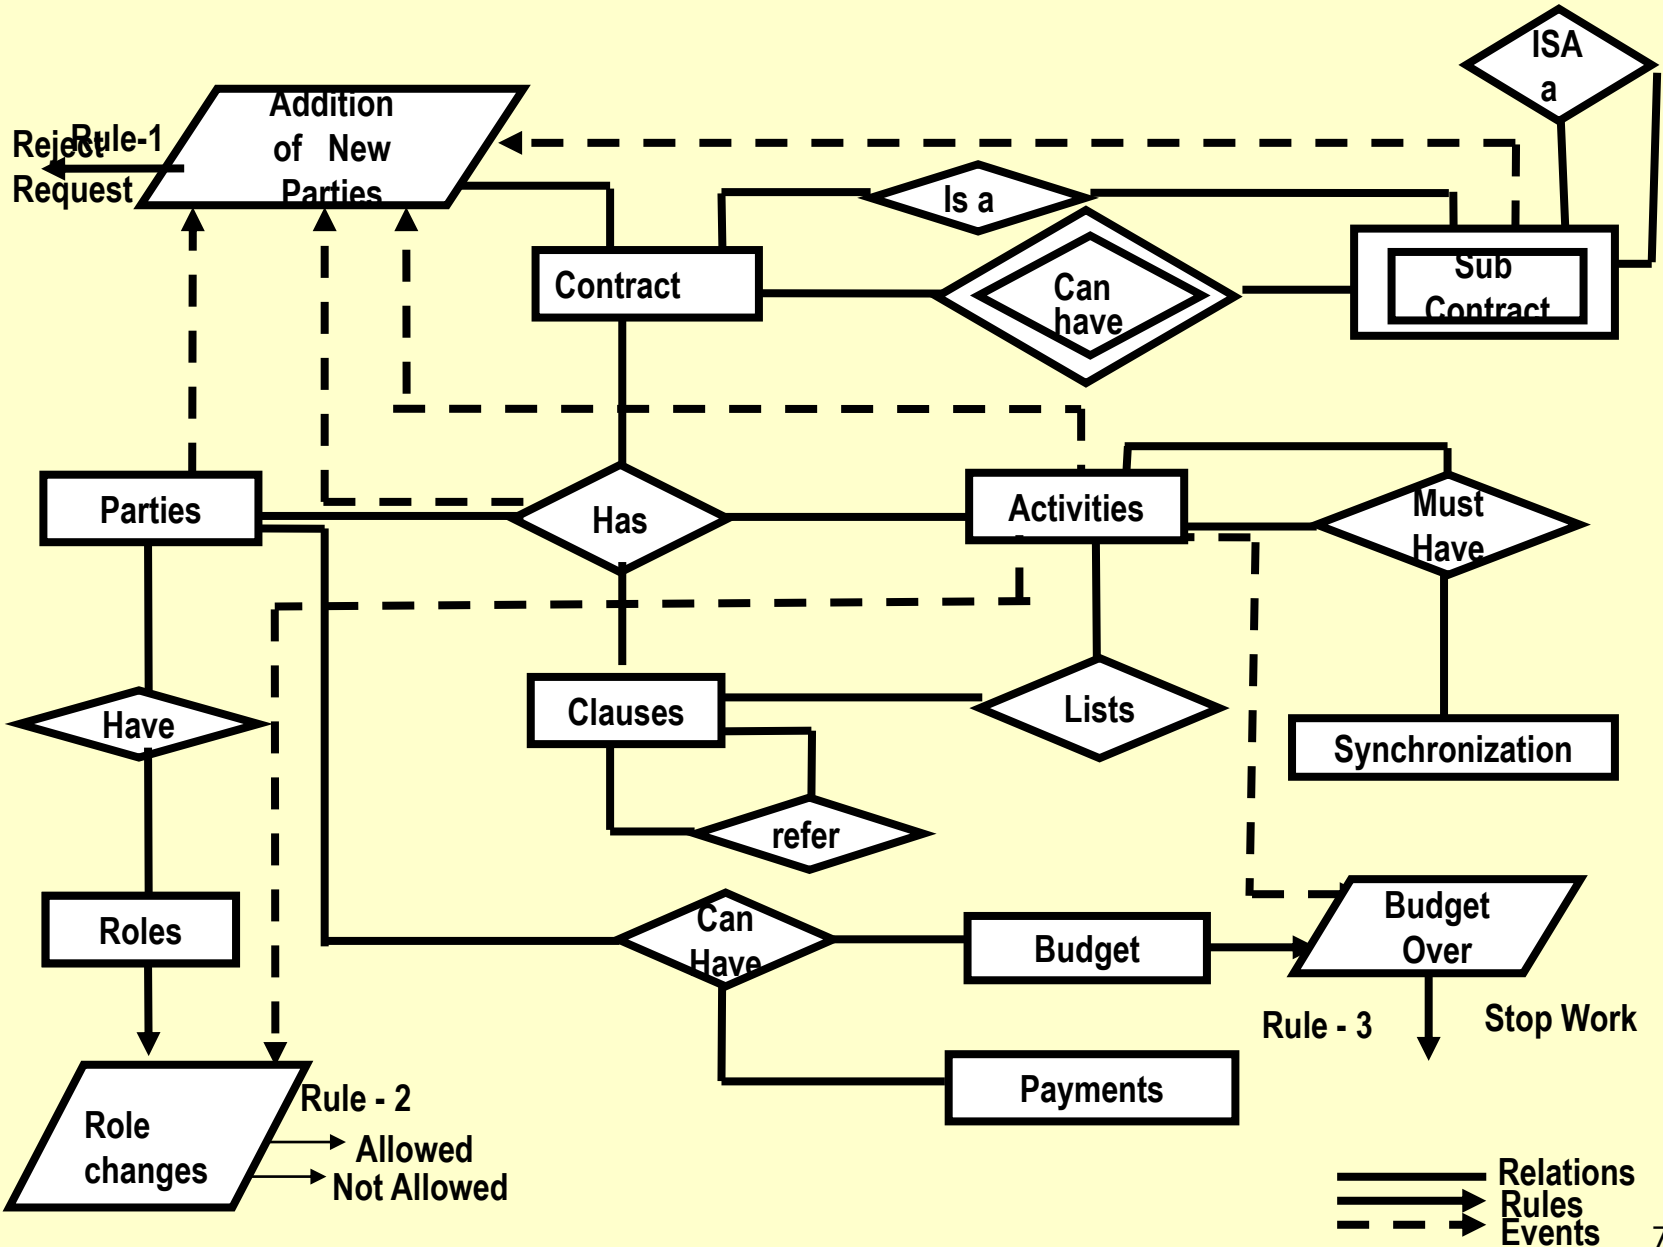 ISA
a
Addition
of New
Parties
Rule-1
Reject
Request
Is a
Contract
Can
have
Sub
Contract
Parties
Has
Activities
Must
Have
Have
Clauses
Lists
Synchronization
refer
Roles
Can
Have
Budget
Budget
Over
Rule - 3
Stop Work
Payments
Role
changes
Rule - 2
Allowed
Not Allowed
Relations
Rules
Events
7